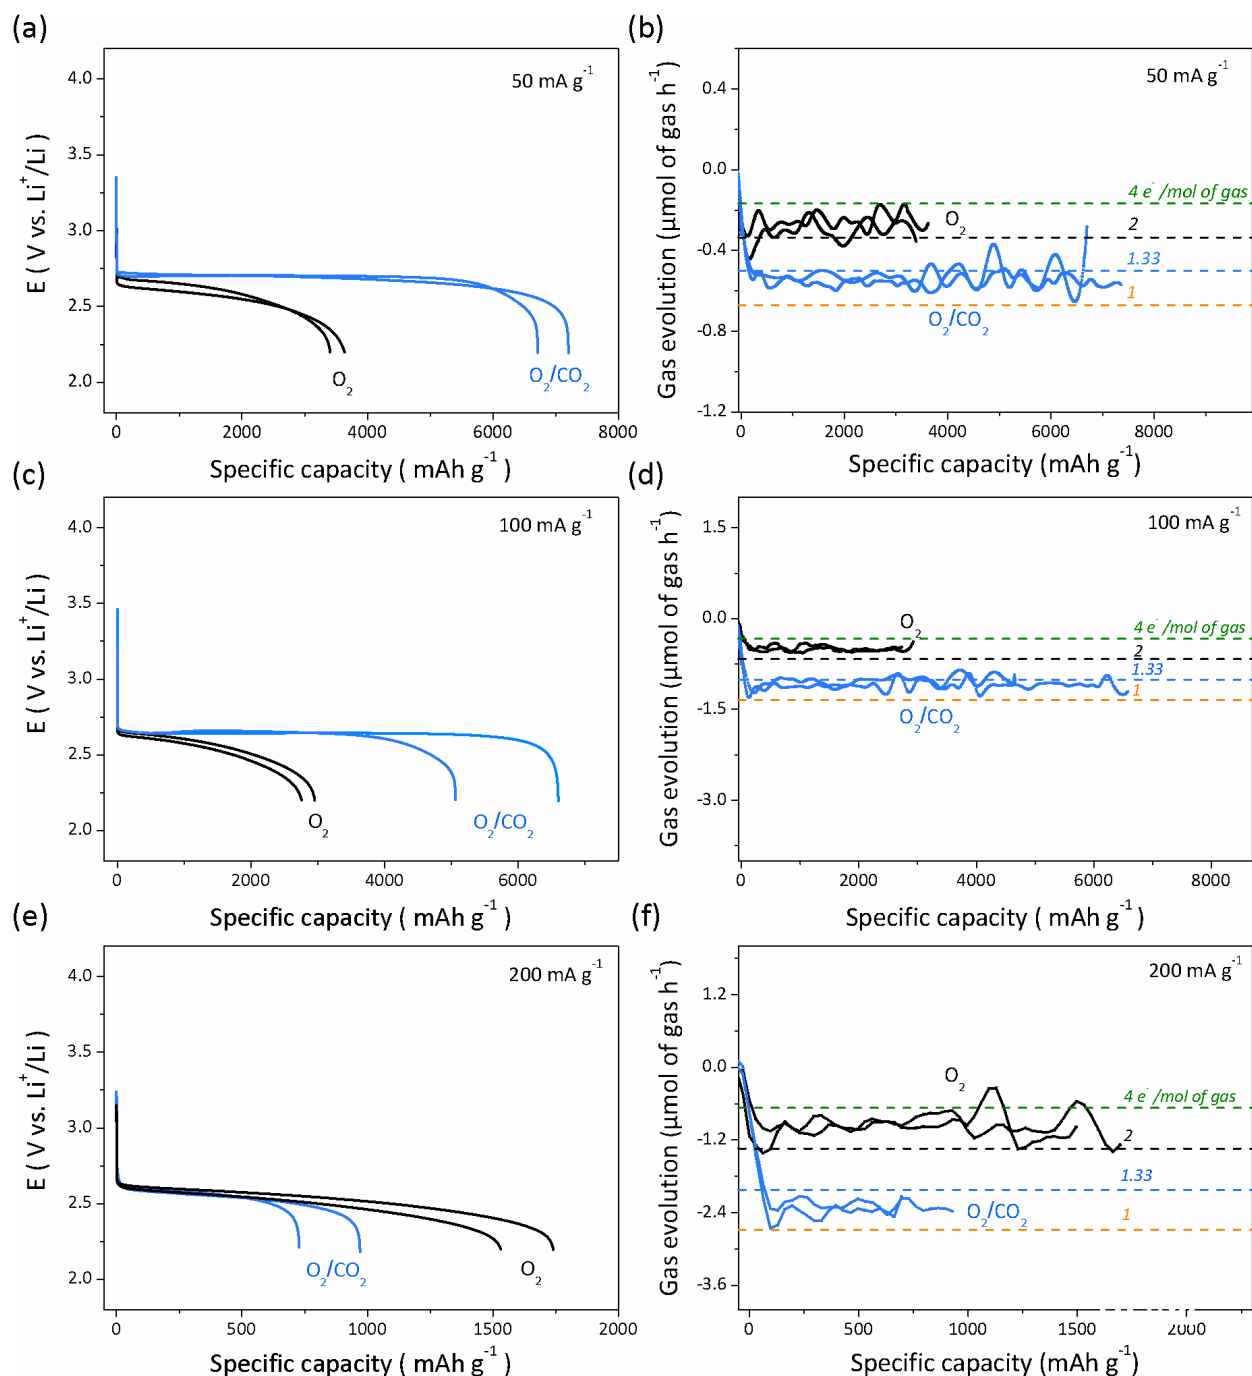 (a)
50 mA g⁻¹
4.0
3.5
3.0
2.5
2.0
E ( V vs. Li⁺/Li)
O₂
O₂/CO₂
0 2000 4000 6000 8000
Specific capacity ( mAh g⁻¹)
(b)
50 mA g⁻¹
0.4
0.0
-0.4
-0.8
-1.2
Gas evolution (µmol of gas h⁻¹)
4 e⁻/mol of gas
O₂
2
1.33
1
O₂/CO₂
0 2000 4000 6000 8000
Specific capacity (mAh g⁻¹)
(c)
100 mA g⁻¹
4.0
3.5
3.0
2.5
2.0
E ( V vs. Li⁺/Li)
O₂
O₂/CO₂
0 2000 4000 6000
Specific capacity ( mAh g⁻¹)
(d)
100 mA g⁻¹
1.5
0.0
-1.5
-3.0
Gas evolution (µmol of gas h⁻¹)
O₂
4 e⁻/mol of gas
2
1.33
1
O₂/CO₂
0 2000 4000 6000 8000
Specific capacity ( mAh g⁻¹)
(e)
200 mA g⁻¹
4.0
3.5
3.0
2.5
2.0
E ( V vs. Li⁺/Li)
O₂/CO₂
O₂
0 500 1000 1500 2000
Specific capacity ( mAh g⁻¹)
(f)
200 mA g⁻¹
1.2
0.0
-1.2
-2.4
-3.6
Gas evolution (µmol of gas h⁻¹)
O₂
4 e⁻/mol of gas
2
1.33
O₂/CO₂
1
0 500 1000 1500 2000
Specific capacity (mAh g⁻¹)